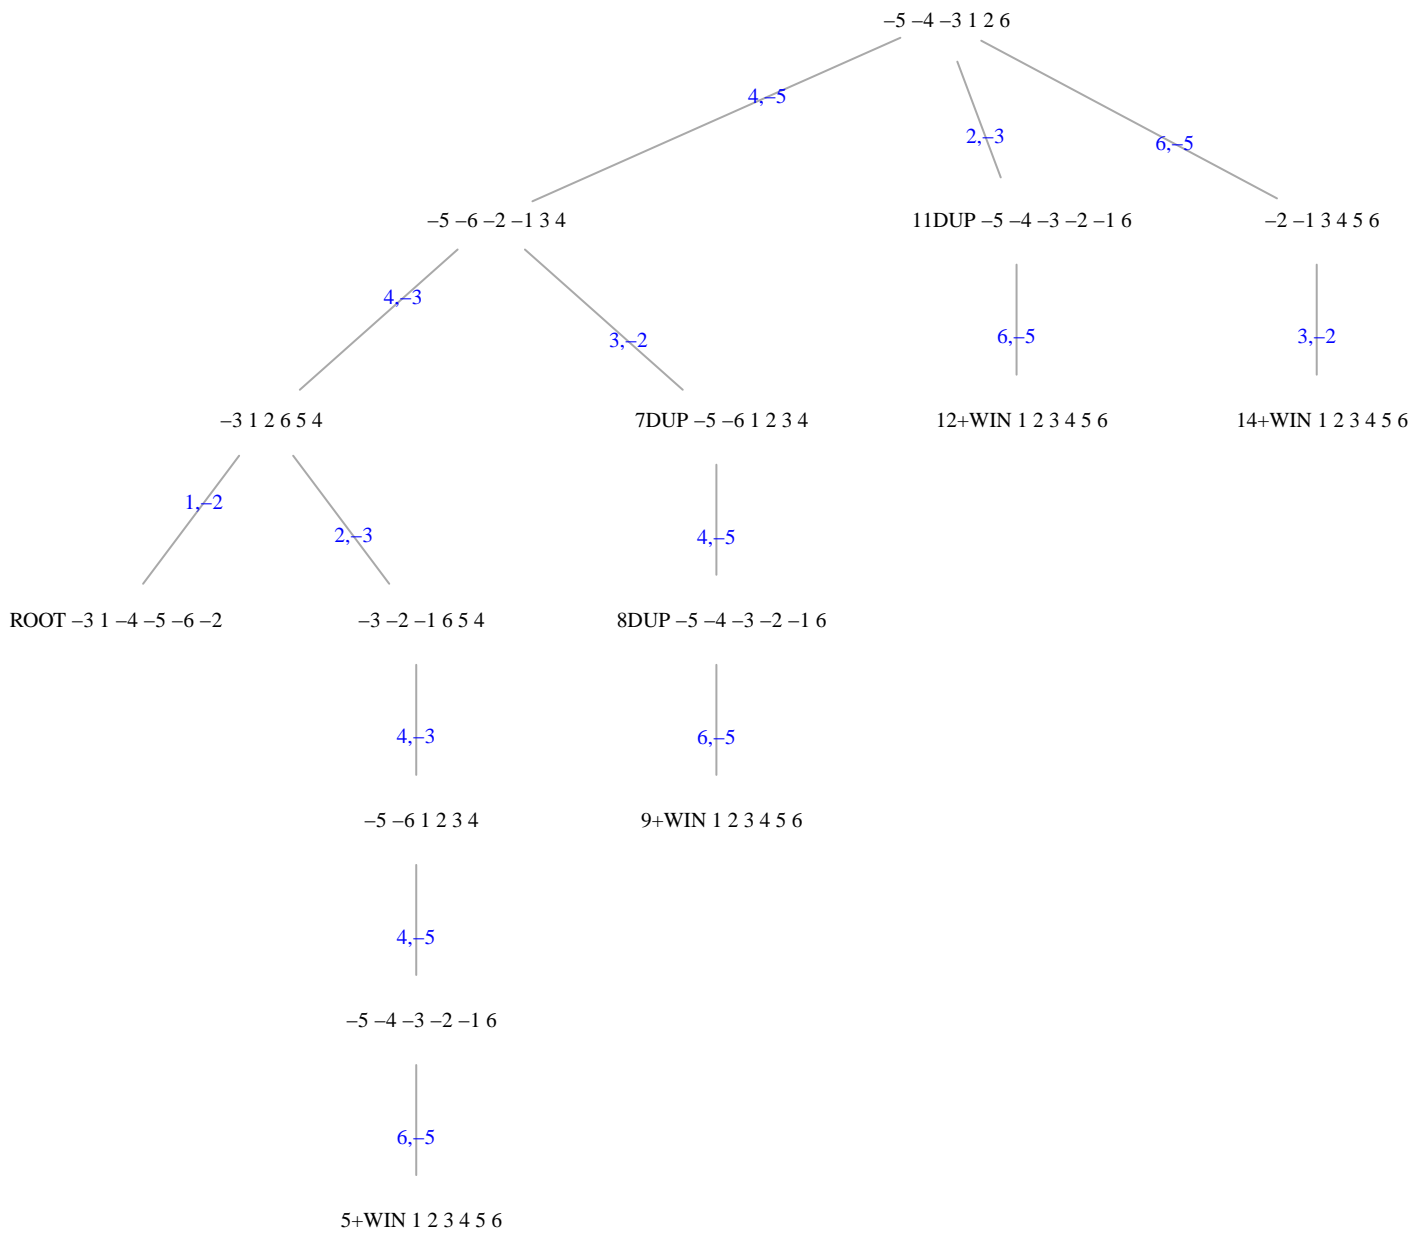 –5 –4 –3 1 2 6
4,–5
2,–3
6,–5
–5 –6 –2 –1 3 4
11DUP –5 –4 –3 –2 –1 6
–2 –1 3 4 5 6
4,–3
3,–2
6,–5
3,–2
–3 1 2 6 5 4
7DUP –5 –6 1 2 3 4
12+WIN 1 2 3 4 5 6
14+WIN 1 2 3 4 5 6
1,–2
2,–3
4,–5
ROOT –3 1 –4 –5 –6 –2
–3 –2 –1 6 5 4
8DUP –5 –4 –3 –2 –1 6
4,–3
6,–5
–5 –6 1 2 3 4
9+WIN 1 2 3 4 5 6
4,–5
–5 –4 –3 –2 –1 6
6,–5
5+WIN 1 2 3 4 5 6